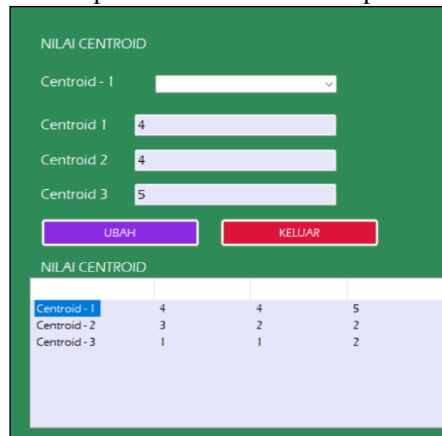 NILAI CENTROID
Centroid - 1
Centroid 1 4
Centroid 2 4
Centroid 3 5
UBAH KELUAR
NILAI CENTROID
Centroid - 1 4 4 5
Centroid - 2 3 2 2
Centroid - 3 1 1 2